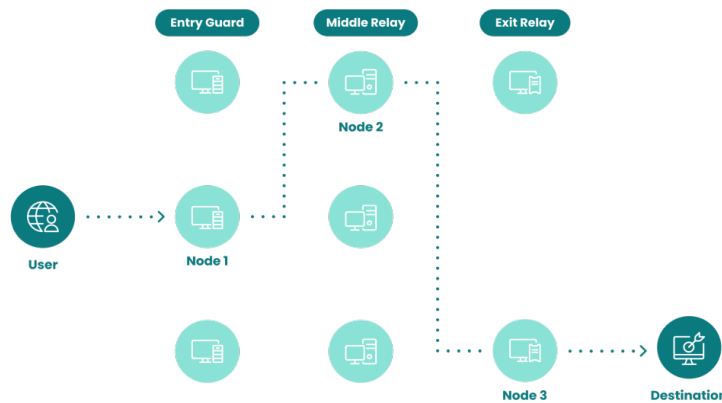 Entry Guard
Middle Relay
Exit Relay
Node 2
User
Node 1
Node 3
Destination